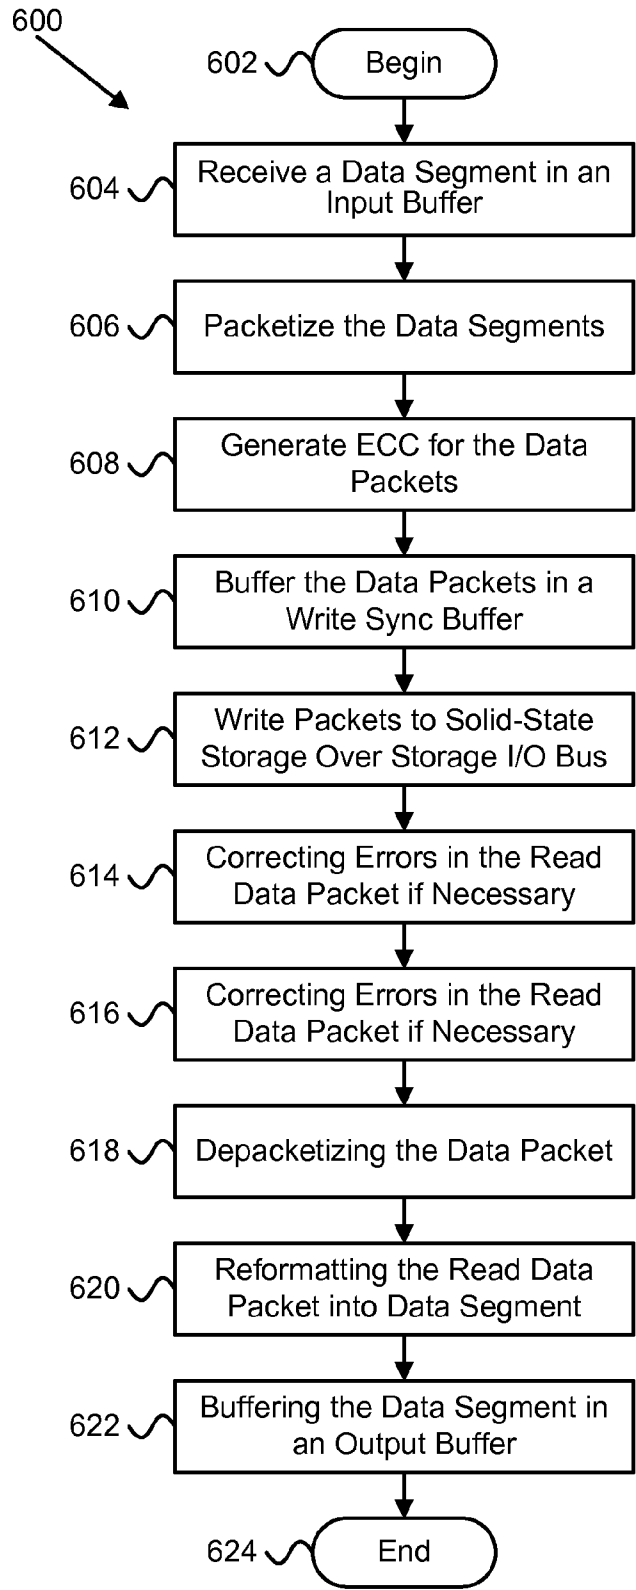 600
602
Begin
604
Receive a Data Segment in an
Input Buffer
606
Packetize the Data Segments
608
Generate ECC for the Data
Packets
610
Buffer the Data Packets in a
Write Sync Buffer
612
Write Packets to Solid-State
Storage Over Storage I/O Bus
614
Correcting Errors in the Read
Data Packet if Necessary
616
Correcting Errors in the Read
Data Packet if Necessary
618
Depacketizing the Data Packet
620
Reformatting the Read Data
Packet into Data Segment
622
Buffering the Data Segment in
an Output Buffer
624
End